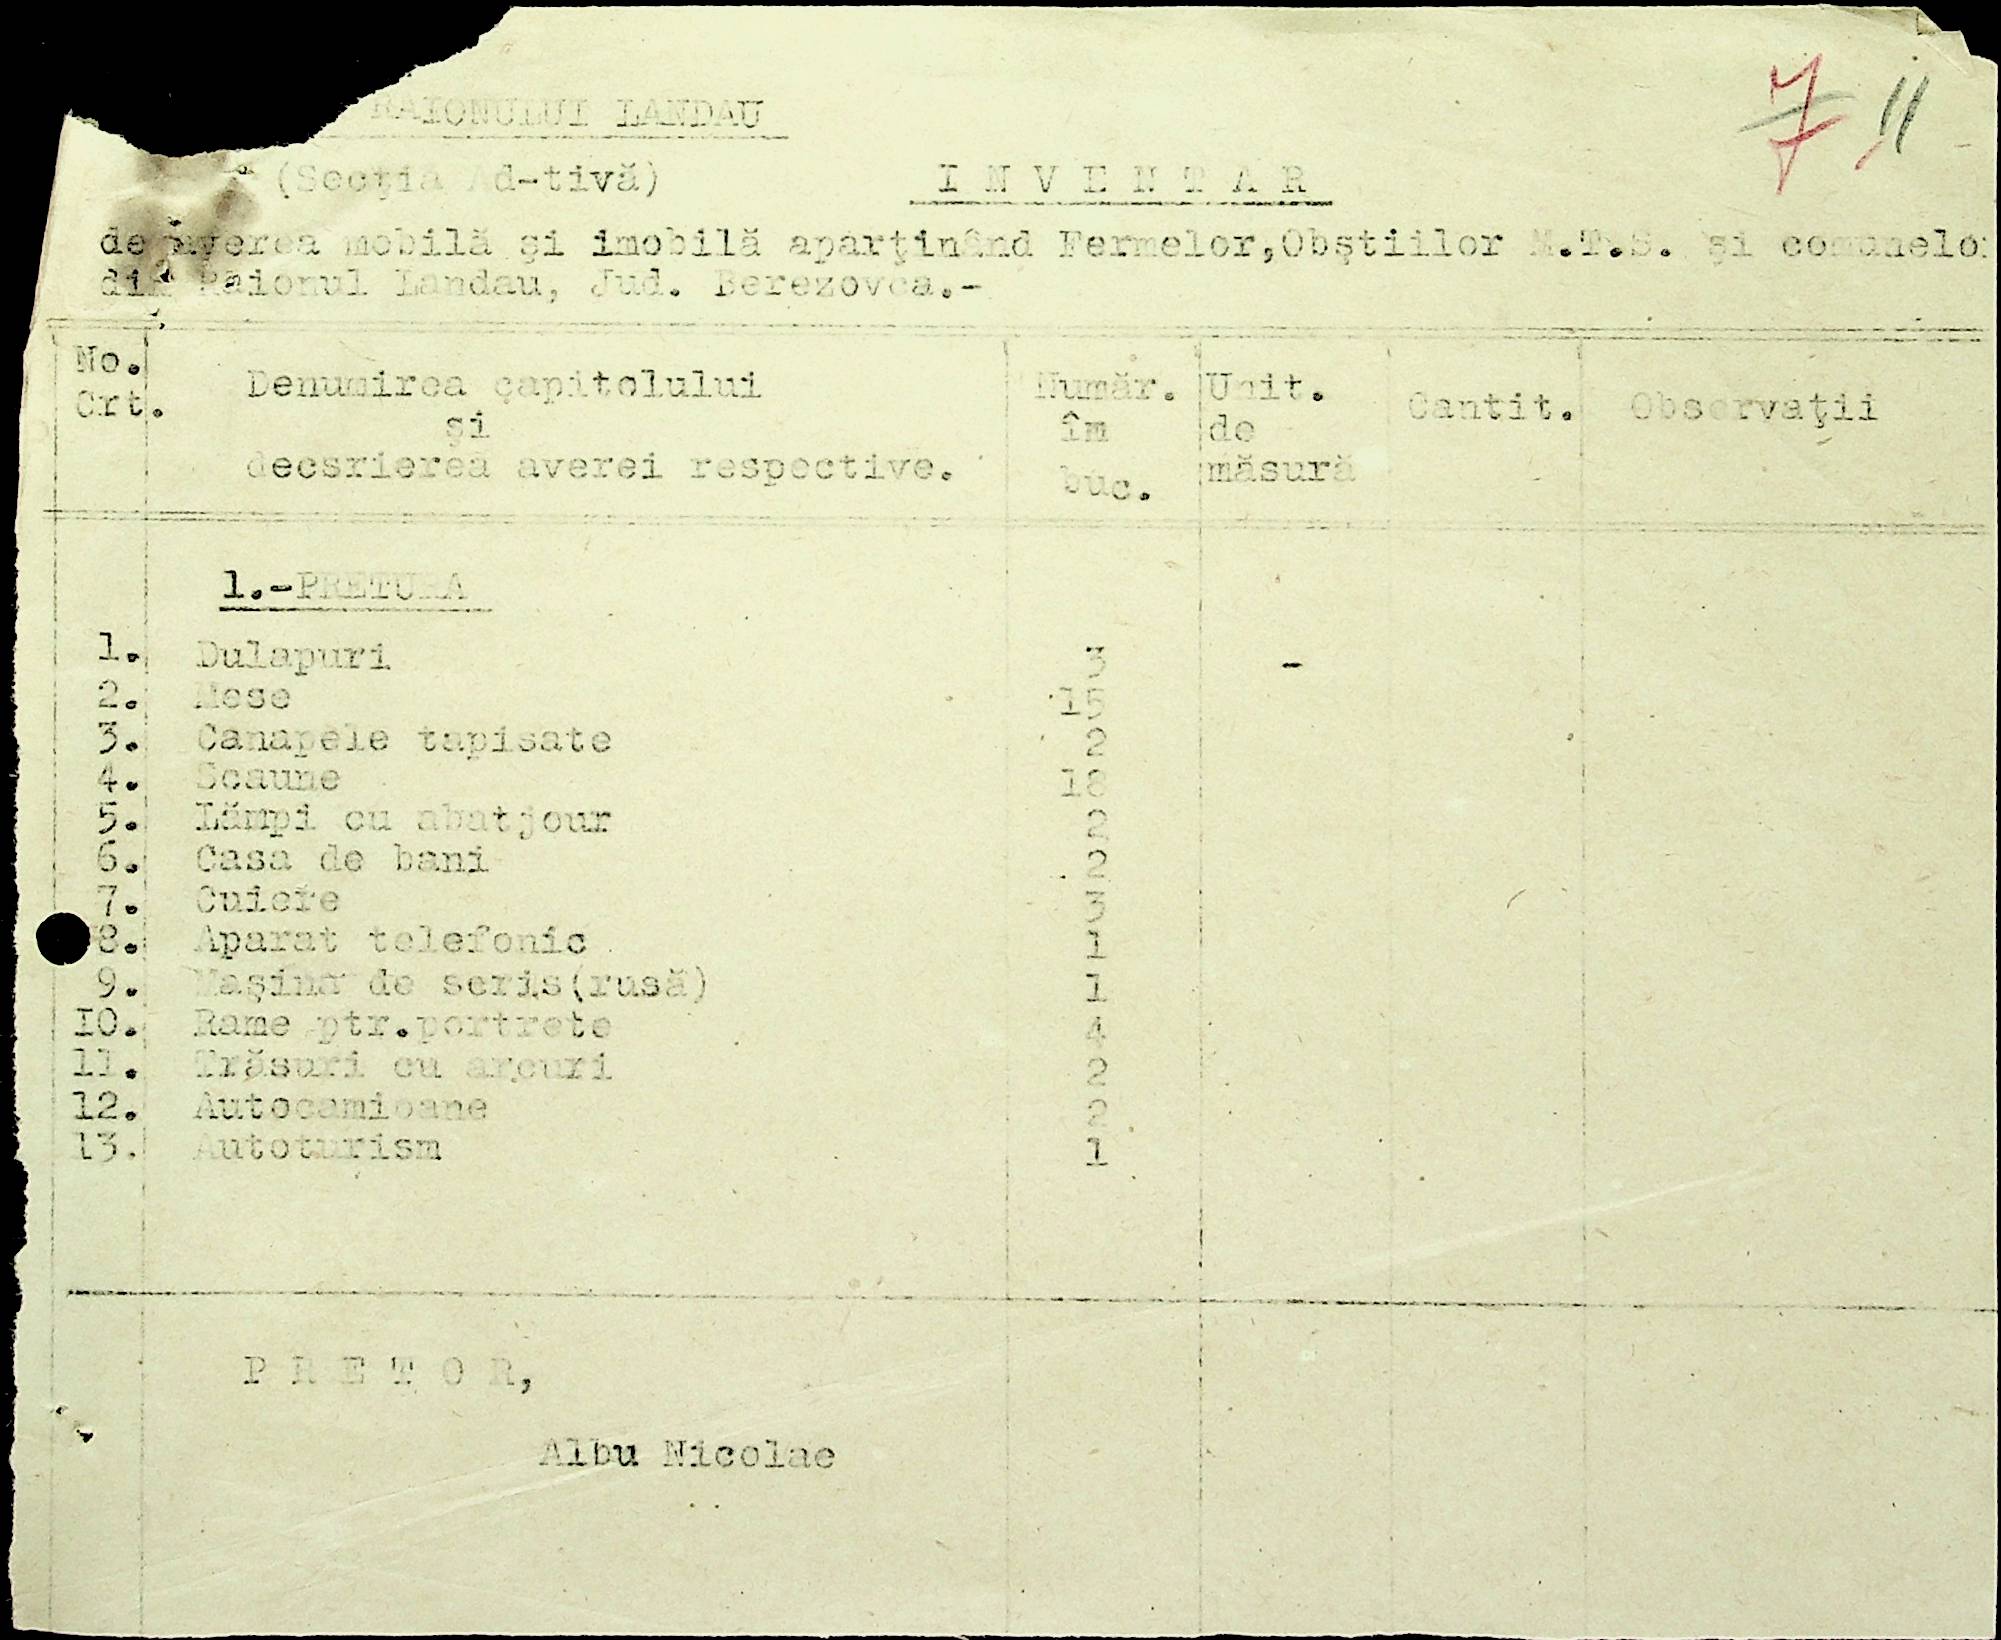 RAIONULUI LANDAU
7 11
(Secţia Ad-tivă)
I N V E N T A R
de averea mobilă şi imobilă aparţinând Fermelor,Obştiilor M.T.S. şi comunelor
din Raionul Landau, Jud. Berezovca.-
No.
Crt.
Denumirea capitolului
şi
decsrierea averei respective.
Număr.
îm
buc.
Unit.
de
măsură
Cantit.
Observaţii
1.-PRETURA
1. Dulapuri 3 -
2. Mese 15
3. Canapele tapisate 2
4. Scaune 18
5. Lămpi cu abatjour 2
6. Casa de bani 2
7. Cuiere 3
8. Aparat telefonic 1
9. Maşina de scris(rusă) 1
10. Rame ptr.portrete 4
11. Trăsuri cu arcuri 2
12. Autocamioane 2
13. Autoturism 1
P R E T O R,
Albu Nicolae